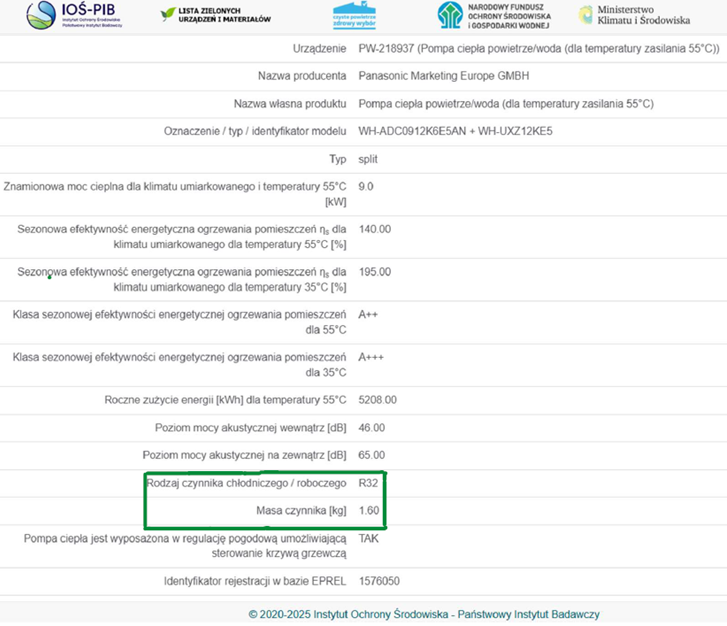 IOŚ-PIB
Instytut Ochrony Środowiska
Państwowy Instytut Badawczy
LISTA ZIELONYCH
URZĄDZEŃ I MATERIAŁÓW
czyste powietrze
zdrowy wybór
NARODOWY FUNDUSZ
OCHRONY ŚRODOWISKA
i GOSPODARKI WODNEJ
Ministerstwo
Klimatu i Środowiska
Urządzenie PW-218937 (Pompa ciepła powietrze/woda (dla temperatury zasilania 55°C))
Nazwa producenta Panasonic Marketing Europe GMBH
Nazwa własna produktu Pompa ciepła powietrze/woda (dla temperatury zasilania 55°C)
Oznaczenie / typ / identyfikator modelu WH-ADC0912K6E5AN + WH-UXZ12KE5
Typ split
Znamionowa moc cieplna dla klimatu umiarkowanego i temperatury 55°C 9.0
[kW]
Sezonowa efektywność energetyczna ogrzewania pomieszczeń ηs dla 140.00
klimatu umiarkowanego dla temperatury 55°C [%]
Sezonowa efektywność energetyczna ogrzewania pomieszczeń ηs dla 195.00
klimatu umiarkowanego dla temperatury 35°C [%]
Klasa sezonowej efektywności energetycznej ogrzewania pomieszczeń A++
dla 55°C
Klasa sezonowej efektywności energetycznej ogrzewania pomieszczeń A+++
dla 35°C
Roczne zużycie energii [kWh] dla temperatury 55°C 5208.00
Poziom mocy akustycznej wewnątrz [dB] 46.00
Poziom mocy akustycznej na zewnątrz [dB] 65.00
Rodzaj czynnika chłodniczego / roboczego R32
Masa czynnika [kg] 1.60
Pompa ciepła jest wyposażona w regulację pogodową umożliwiającą TAK
sterowanie krzywą grzewczą
Identyfikator rejestracji w bazie EPREL 1576050
© 2020-2025 Instytut Ochrony Środowiska - Państwowy Instytut Badawczy